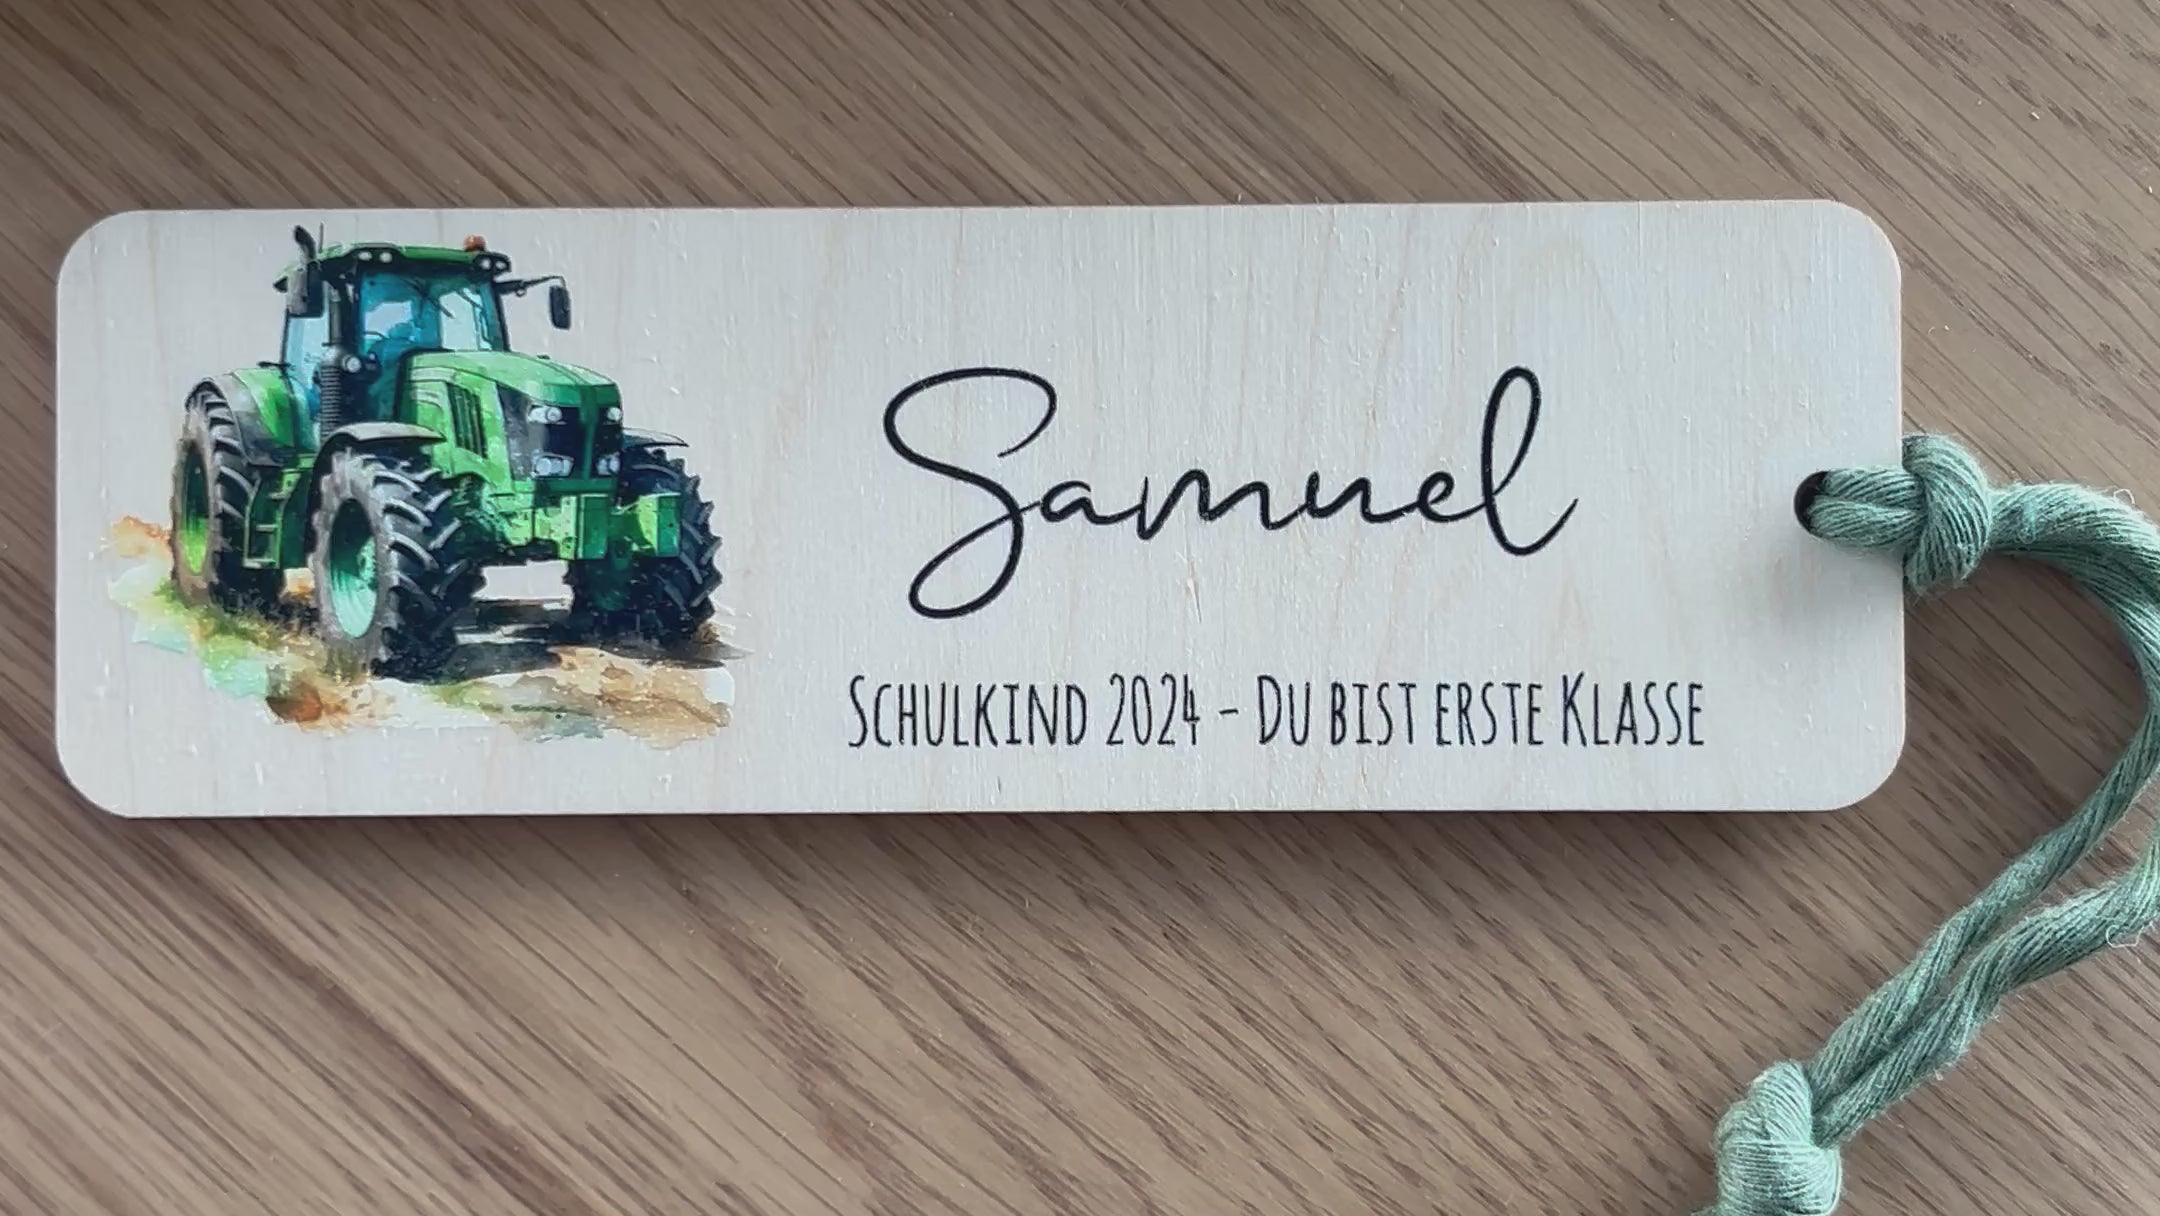 Samuel
Schulkind 2024 - Du bist erste Klasse